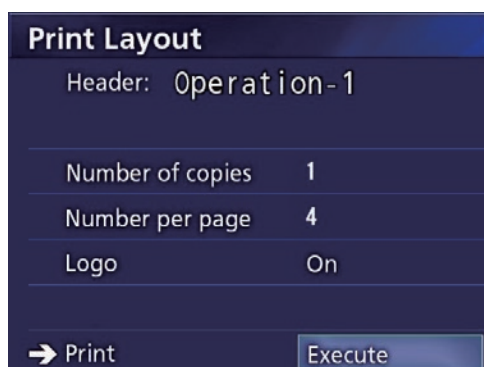 Print Layout
Header: Operation-1
Number of copies 1
Number per page 4
Logo On
Print Execute